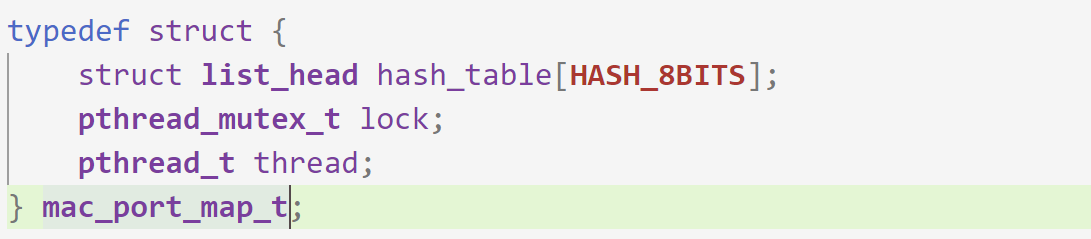 typedef struct {
    struct list_head hash_table[HASH_8BITS];
    pthread_mutex_t lock;
    pthread_t thread;
} mac_port_map_t;